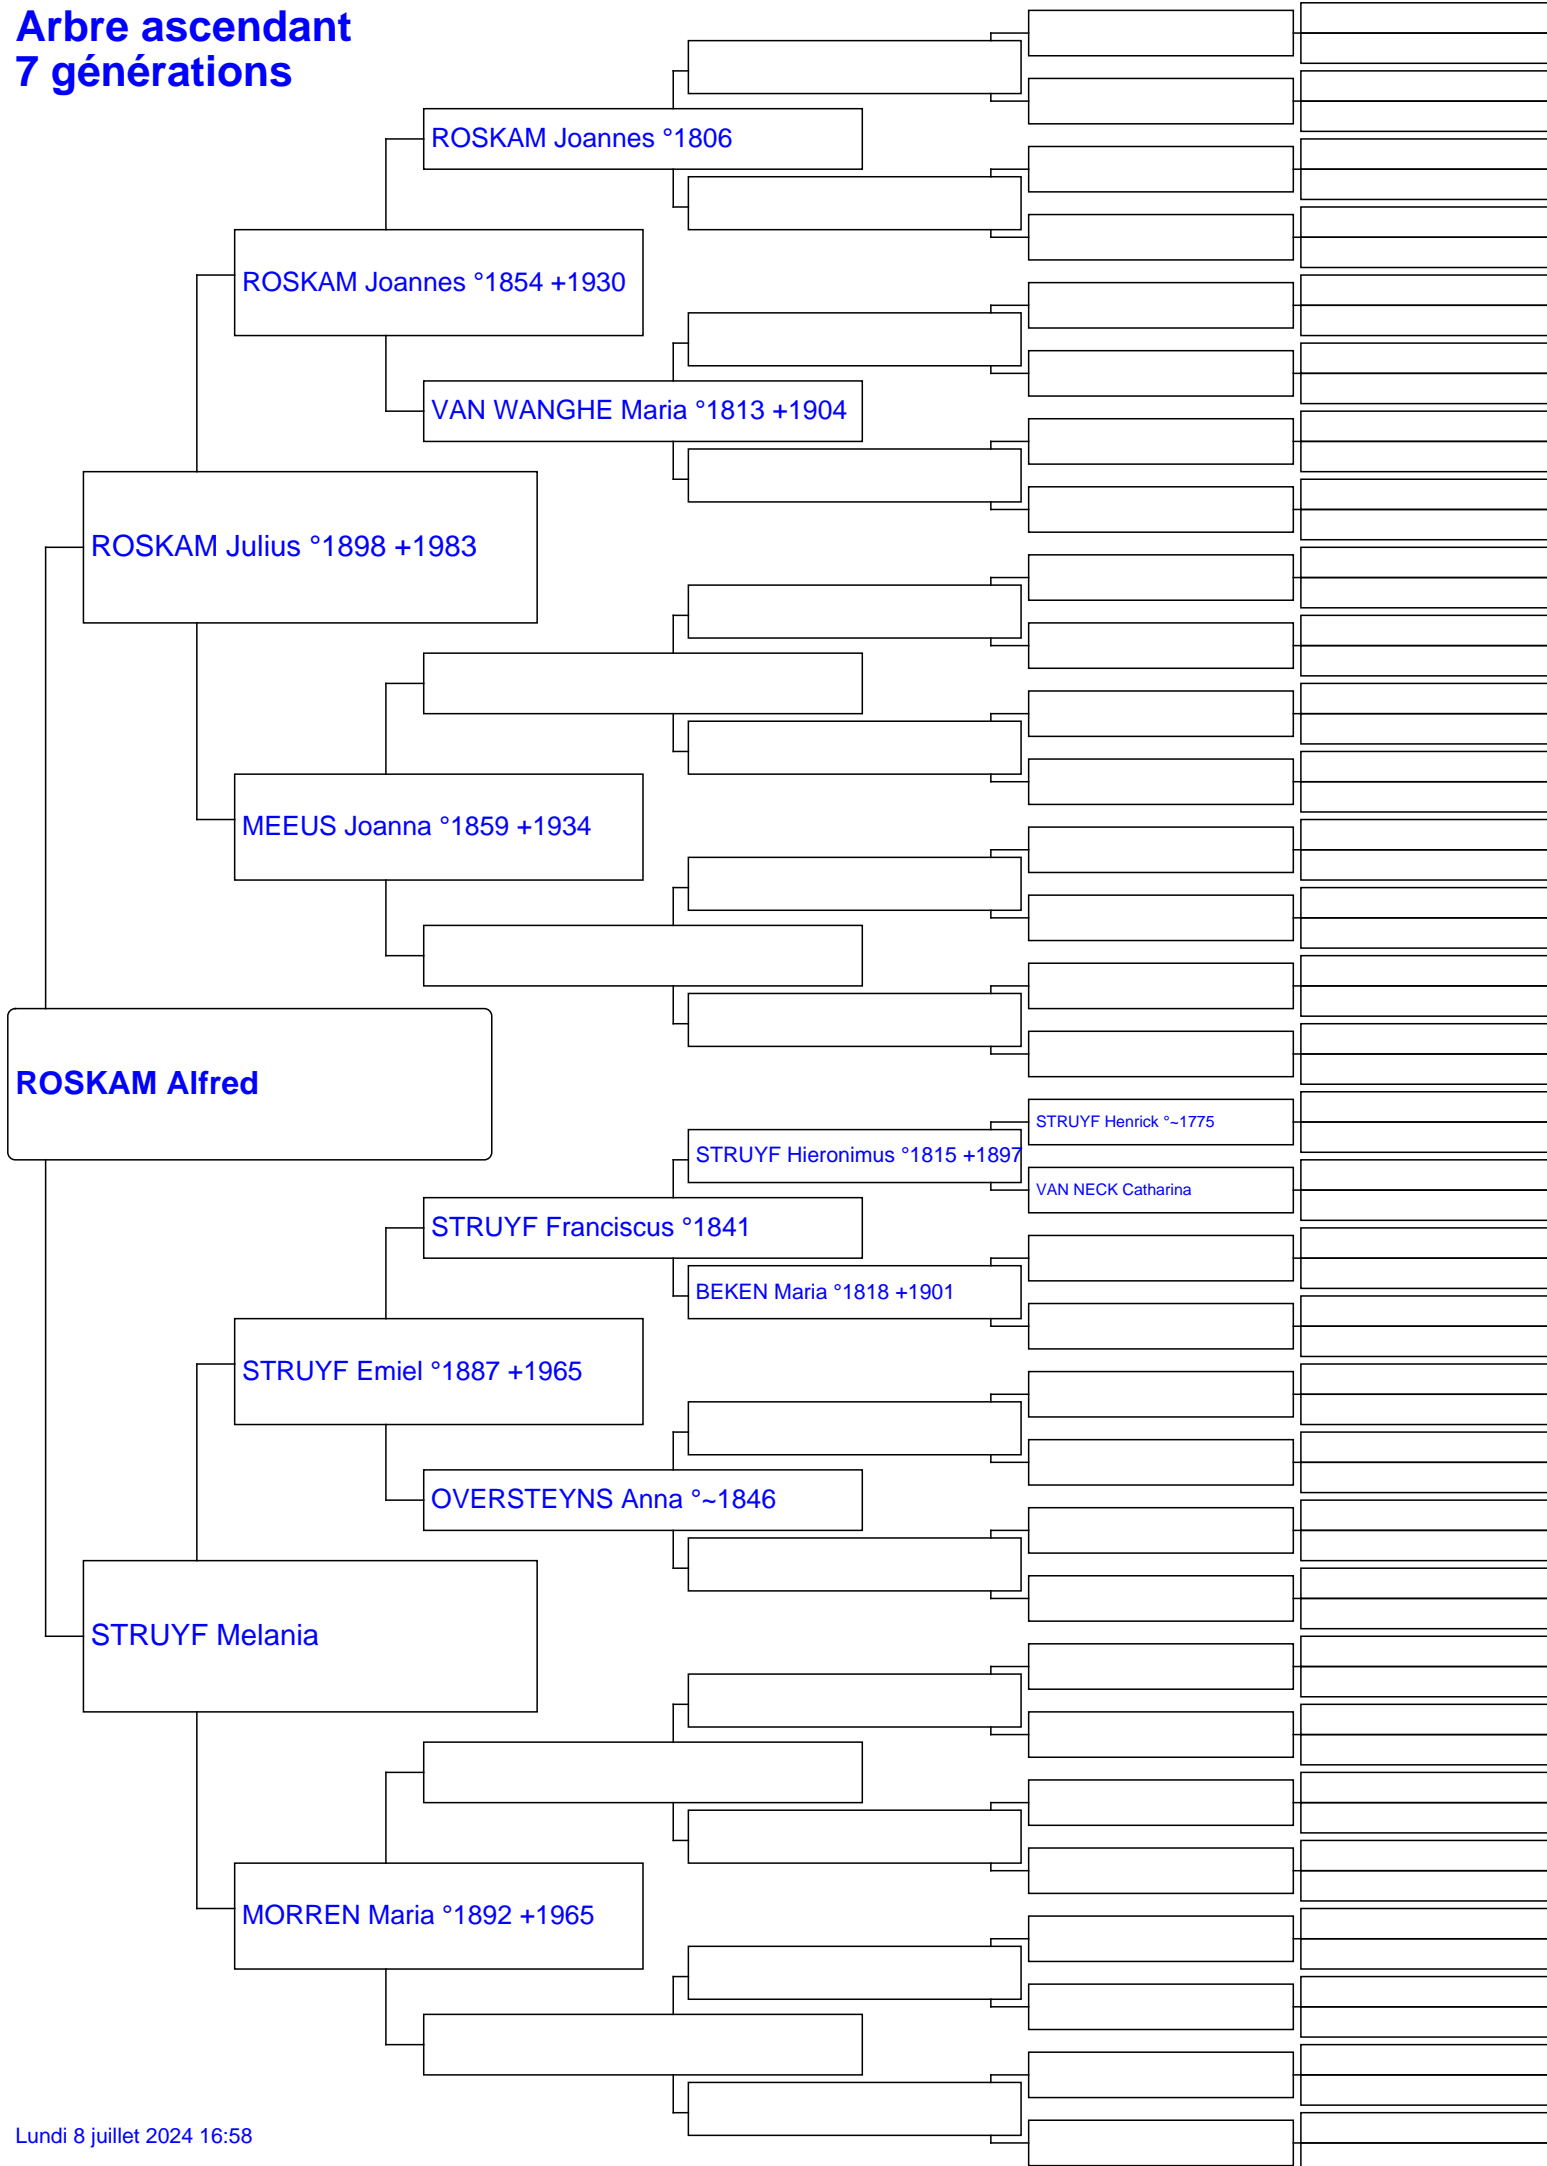 Arbre ascendant
7 générations
ROSKAM Joannes °1806
ROSKAM Joannes °1854 +1930
VAN WANGHE Maria °1813 +1904
ROSKAM Julius °1898 +1983
MEEUS Joanna °1859 +1934
ROSKAM Alfred
STRUYF Henrick °~1775
STRUYF Hieronimus °1815 +1897
VAN NECK Catharina
STRUYF Franciscus °1841
BEKEN Maria °1818 +1901
STRUYF Emiel °1887 +1965
OVERSTEYNS Anna °~1846
STRUYF Melania
MORREN Maria °1892 +1965
Lundi 8 juillet 2024 16:58